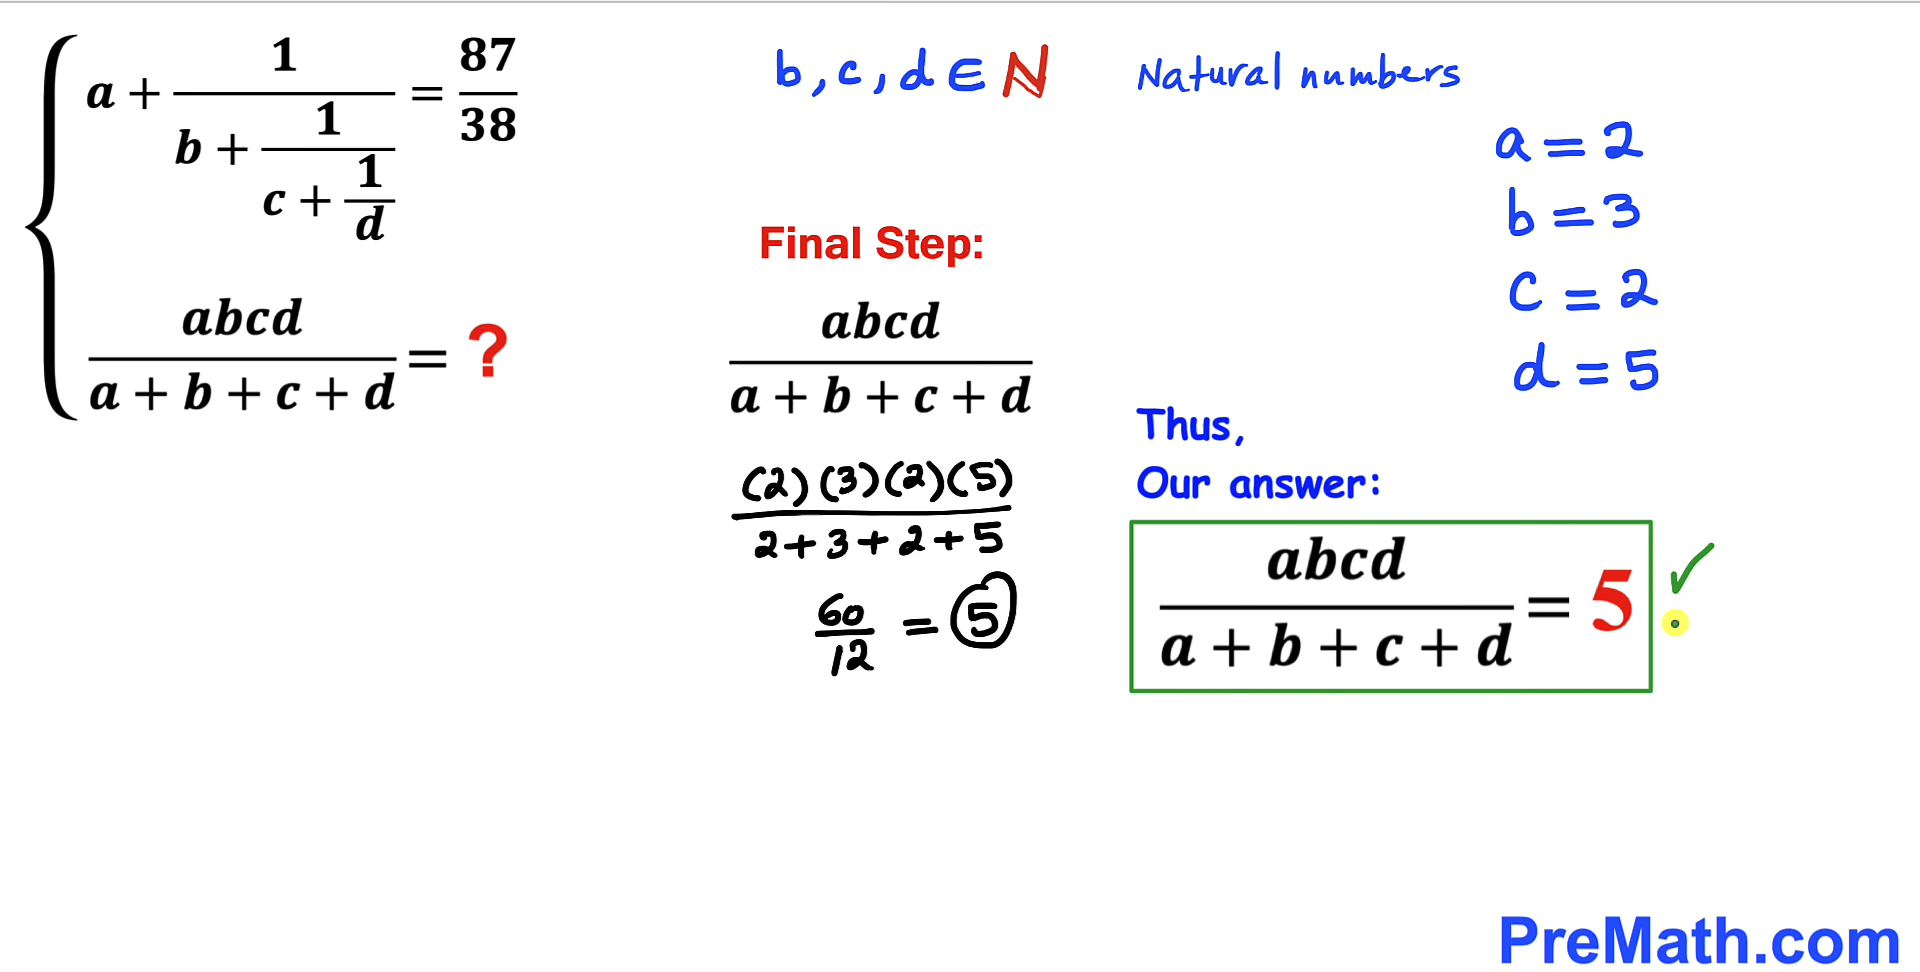 a + 1/(b + 1/(c + 1/d)) = 87/38
abcd/(a + b + c + d) = ?
b, c, d ∈ ℕ Natural numbers
a = 2
b = 3
c = 2
d = 5
Final Step:
abcd/(a + b + c + d)
(2)(3)(2)(5)/(2+3+2+5)
60/12 = 5
Thus,
Our answer:
abcd/(a + b + c + d) = 5 ✓
PreMath.com